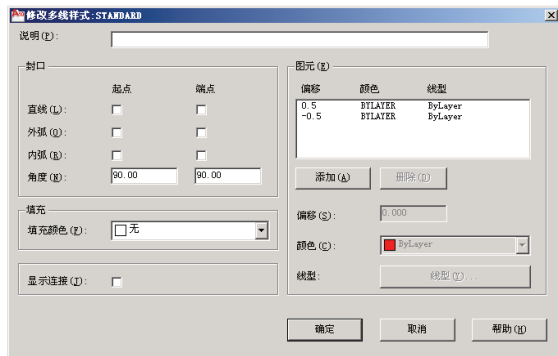 修改多线样式:STANDARD
说明(P):
封口
起点 端点
直线(L):
外弧(O):
内弧(R):
角度(N): 90.00 90.00
填充
填充颜色(F): 无
显示连接(J):
图元(E)
偏移 颜色 线型
0.5 BYLAYER ByLayer
-0.5 BYLAYER ByLayer
添加(A) 删除(D)
偏移(S): 0.000
颜色(C): ByLayer
线型: 线型(Y)...
确定 取消 帮助(H)